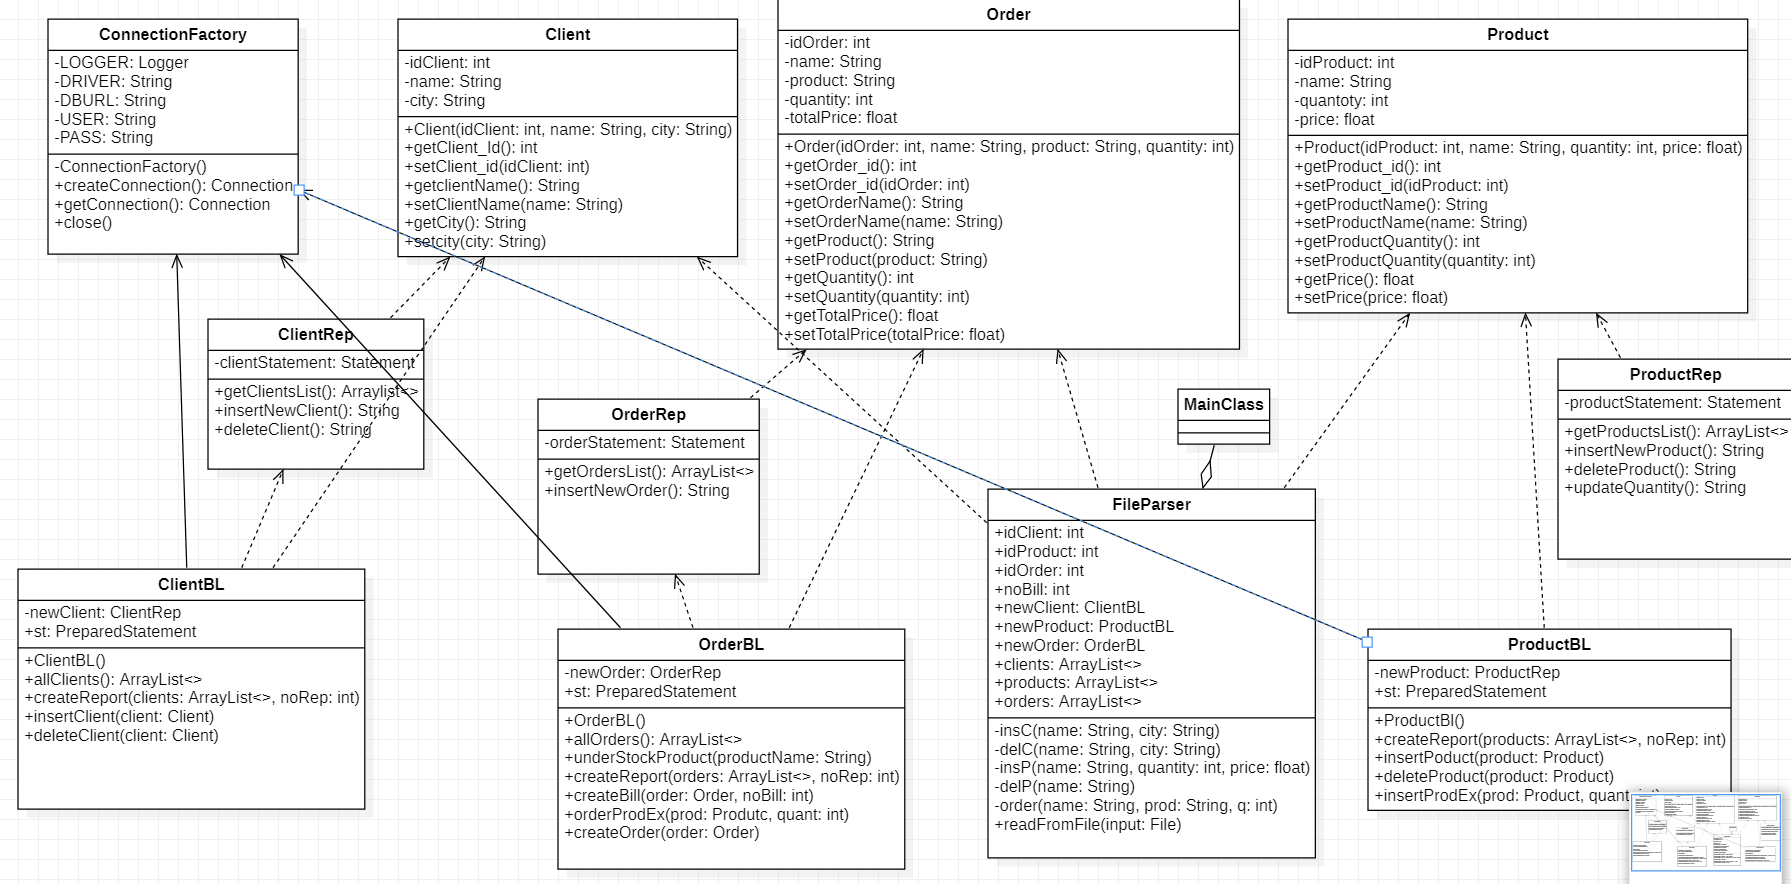 ConnectionFactory
-LOGGER: Logger
-DRIVER: String
-DBURL: String
-USER: String
-PASS: String
-ConnectionFactory()
+createConnection(): Connection
+getConnection(): Connection
+close()
Client
-idClient: int
-name: String
-city: String
+Client(idClient: int, name: String, city: String)
+getClient_Id(): int
+setClient_id(idClient: int)
+getclientName(): String
+setClientName(name: String)
+getCity(): String
+setcity(city: String)
Order
-idOrder: int
-name: String
-product: String
-quantity: int
-totalPrice: float
+Order(idOrder: int, name: String, product: String, quantity: int)
+getOrder_id(): int
+setOrder_id(idOrder: int)
+getOrderName(): String
+setOrderName(name: String)
+getProduct(): String
+setProduct(product: String)
+getQuantity(): int
+setQuantity(quantity: int)
+getTotalPrice(): float
+setTotalPrice(totalPrice: float)
Product
-idProduct: int
-name: String
-quantoty: int
-price: float
+Product(idProduct: int, name: String, quantity: int, price: float)
+getProduct_id(): int
+setProduct_id(idProduct: int)
+getProductName(): String
+setProductName(name: String)
+getProductQuantity(): int
+setProductQuantity(quantity: int)
+getPrice(): float
+setPrice(price: float)
ClientRep
-clientStatement: Statement
+getClientsList(): Arraylist<>
+insertNewClient(): String
+deleteClient(): String
OrderRep
-orderStatement: Statement
+getOrdersList(): ArrayList<>
+insertNewOrder(): String
MainClass
ProductRep
-productStatement: Statement
+getProductsList(): ArrayList<>
+insertNewProduct(): String
+deleteProduct(): String
+updateQuantity(): String
ClientBL
-newClient: ClientRep
+st: PreparedStatement
+ClientBL()
+allClients(): ArrayList<>
+createReport(clients: ArrayList<>, noRep: int)
+insertClient(client: Client)
+deleteClient(client: Client)
OrderBL
-newOrder: OrderRep
+st: PreparedStatement
+OrderBL()
+allOrders(): ArrayList<>
+underStockProduct(productName: String)
+createReport(orders: ArrayList<>, noRep: int)
+createBill(order: Order, noBill: int)
+orderProdEx(prod: Produtc, quant: int)
+createOrder(order: Order)
FileParser
+idClient: int
+idProduct: int
+idOrder: int
+noBill: int
+newClient: ClientBL
+newProduct: ProductBL
+newOrder: OrderBL
+clients: ArrayList<>
+products: ArrayList<>
+orders: ArrayList<>
-insC(name: String, city: String)
-delC(name: String, city: String)
-insP(name: String, quantity: int, price: float)
-delP(name: String)
-order(name: String, prod: String, q: int)
+readFromFile(input: File)
ProductBL
-newProduct: ProductRep
+st: PreparedStatement
+ProductBl()
+createReport(products: ArrayList<>, noRep: int)
+insertPoduct(product: Product)
+deleteProduct(product: Product)
+insertProdEx(prod: Product, quant: int)